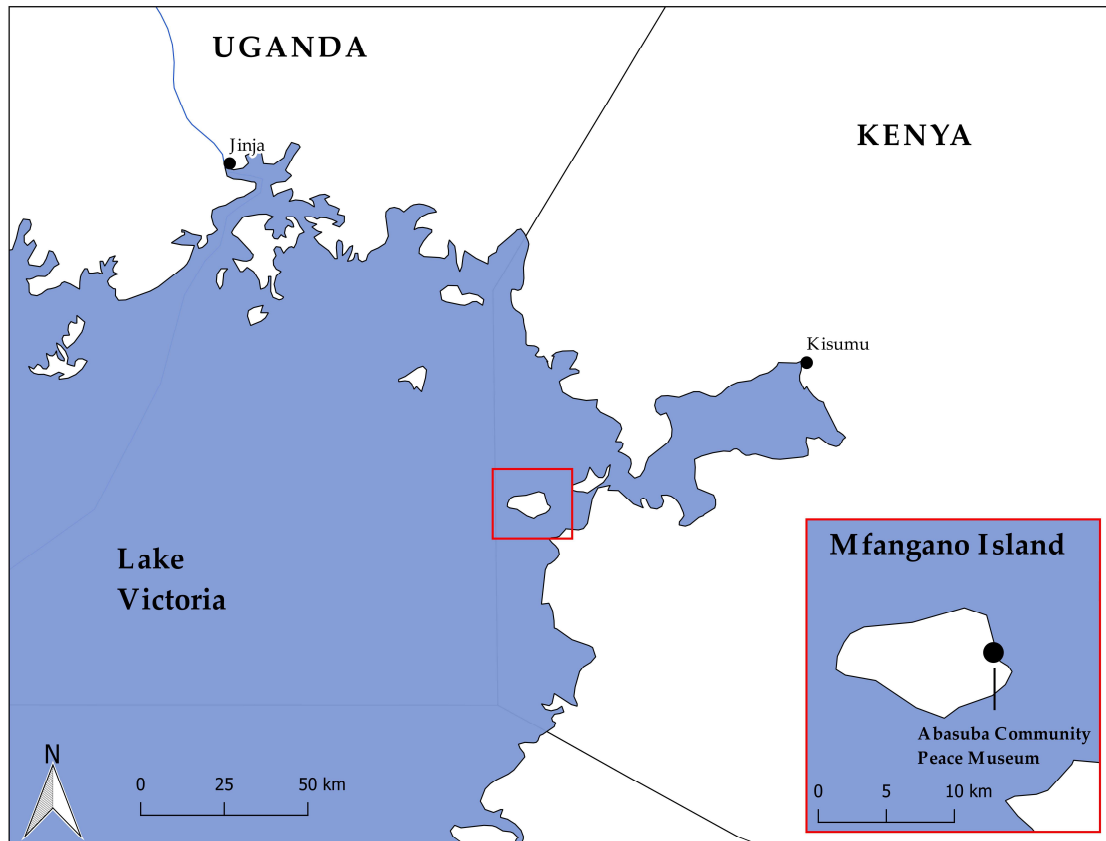 UGANDA
KENYA
Jinja
Kisumu
Lake
Victoria
Mfangano Island
Abasuba Community
Peace Museum
N
0 25 50 km
0 5 10 km